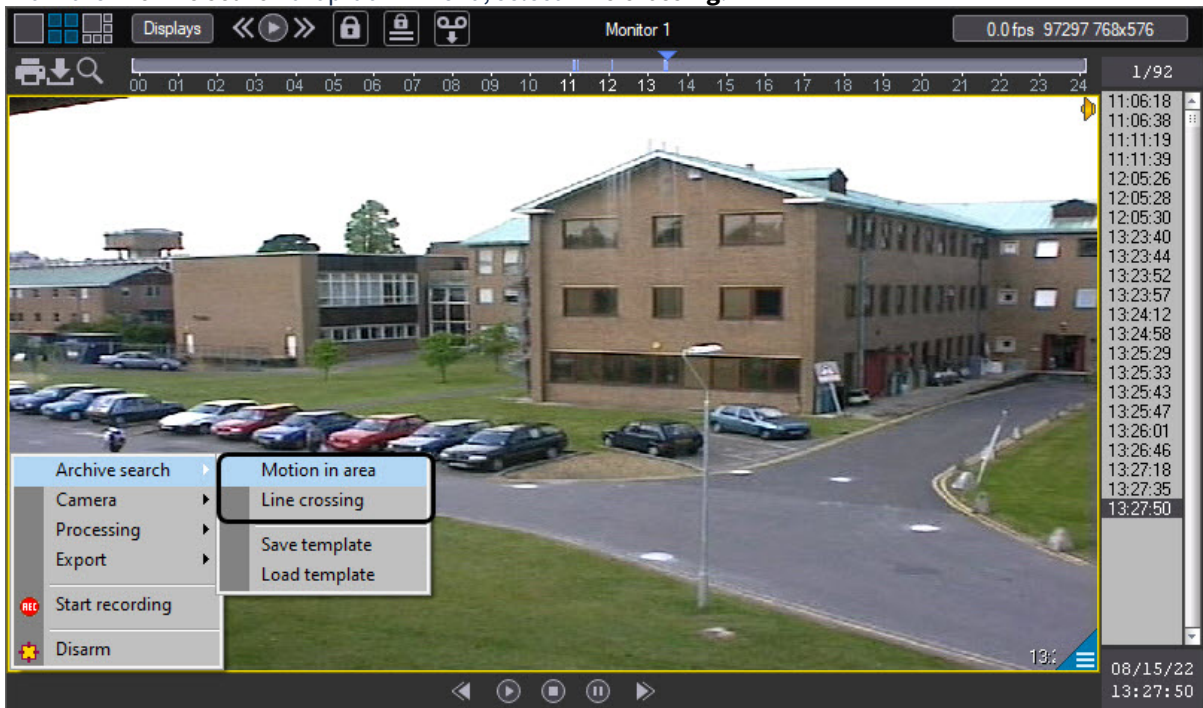 Displays
Monitor 1
0.0 fps 97297 768x576
1/92
00 01 02 03 04 05 06 07 08 09 10 11 12 13 14 15 16 17 18 19 20 21 22 23 24
11:06:18
11:06:38
11:11:19
11:11:39
12:05:26
12:05:28
12:05:30
13:23:40
13:23:44
13:23:52
13:23:57
13:24:12
13:24:58
13:25:29
13:25:33
13:25:43
13:25:47
13:26:01
13:26:46
13:27:18
13:27:35
13:27:50
Archive search
Camera
Processing
Export
REC Start recording
Disarm
Motion in area
Line crossing
Save template
Load template
08/15/22
13:27:50